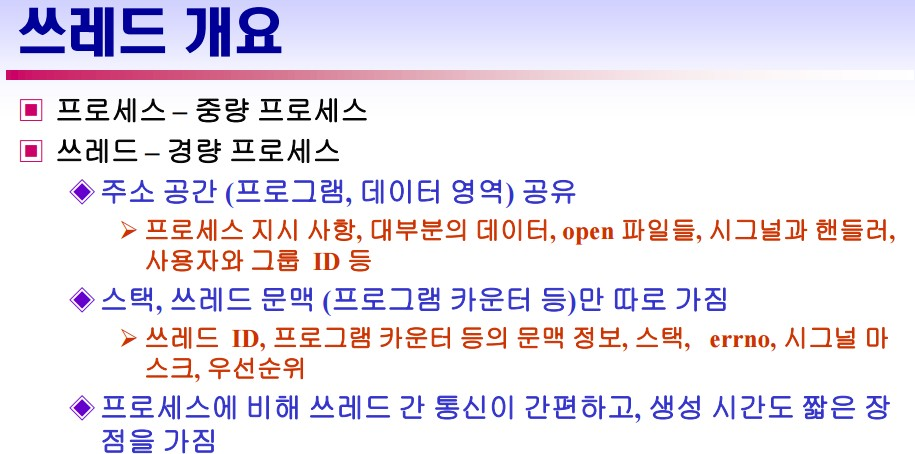 쓰레드 개요
프로세스 – 중량 프로세스
쓰레드 – 경량 프로세스
주소 공간 (프로그램, 데이터 영역) 공유
프로세스 지시 사항, 대부분의 데이터, open 파일들, 시그널과 핸들러,
사용자와 그룹 ID 등
스택, 쓰레드 문맥 (프로그램 카운터 등)만 따로 가짐
쓰레드 ID, 프로그램 카운터 등의 문맥 정보, 스택, errno, 시그널 마
스크, 우선순위
프로세스에 비해 쓰레드 간 통신이 간편하고, 생성 시간도 짧은 장
점을 가짐